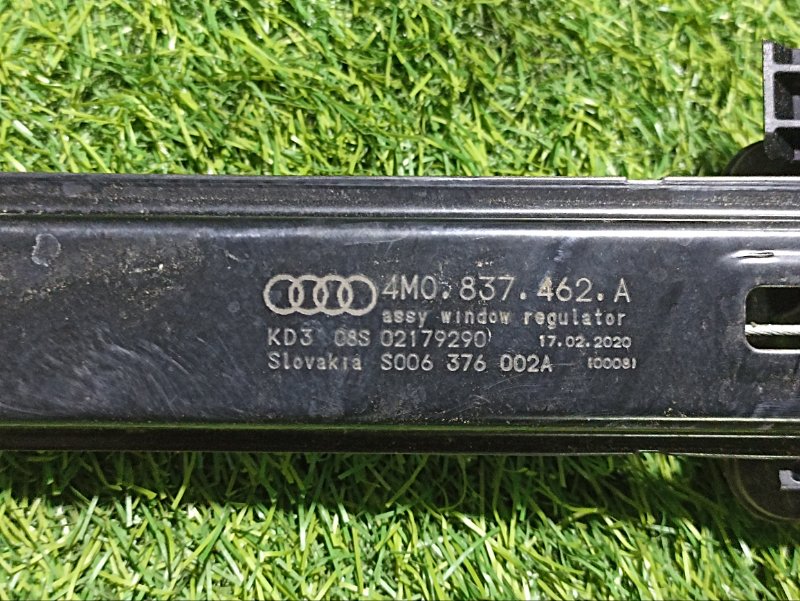 4M0.837.462.A
assy window regulator
KD3 08S 02179290 17.02.2020
Slovakia S006 376 002A (0008)